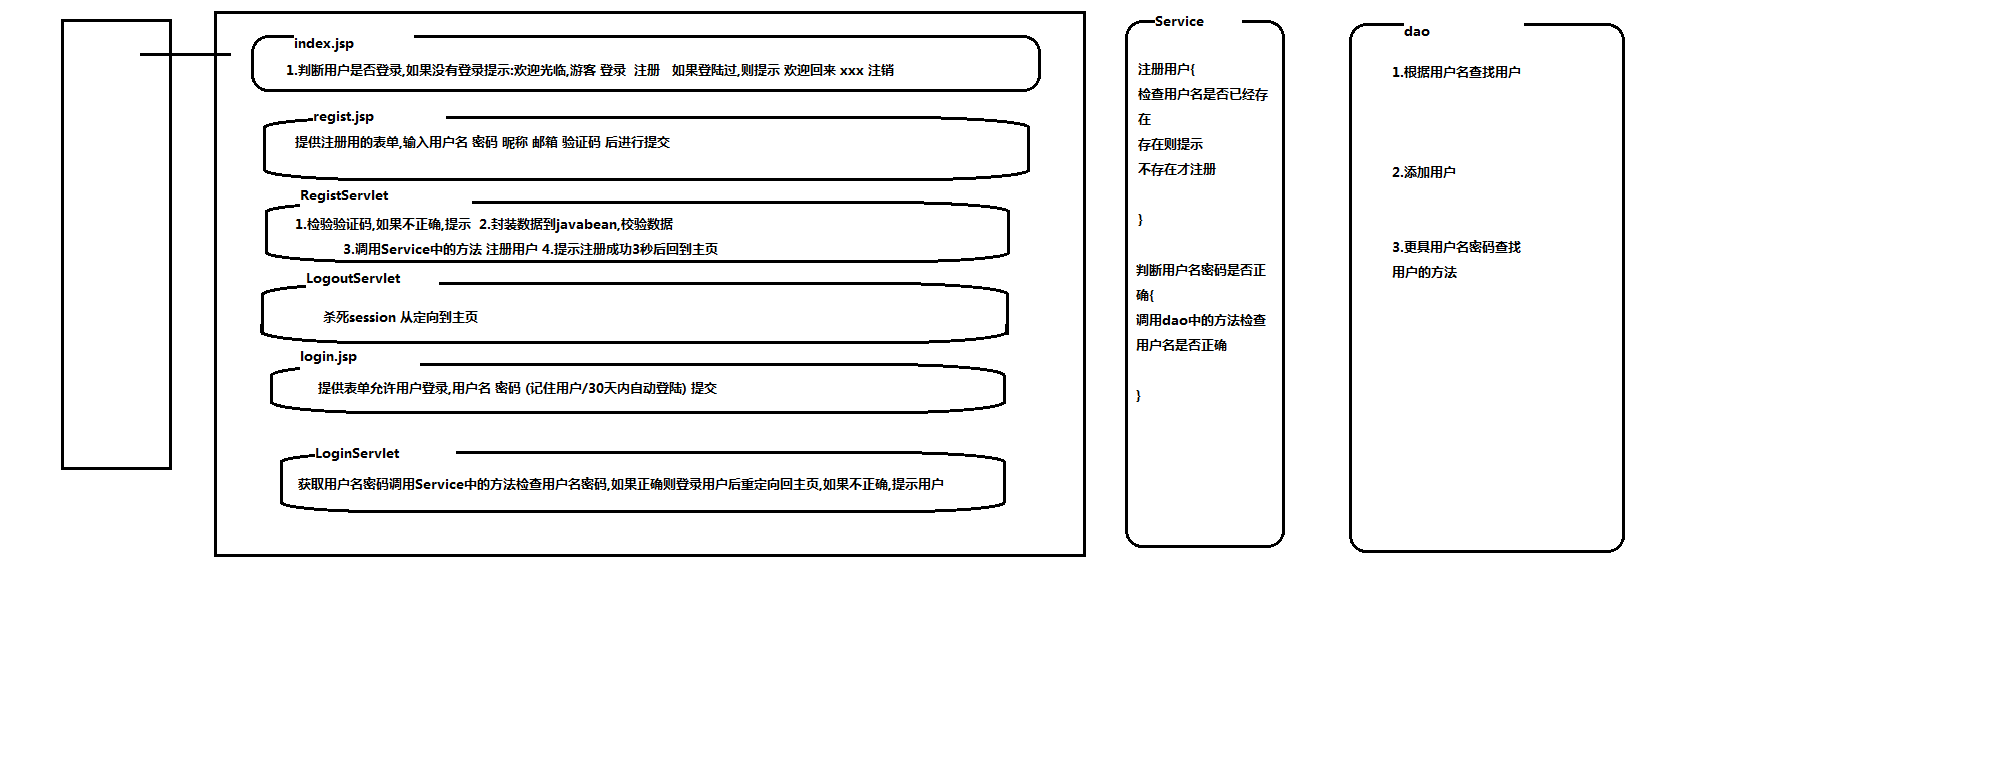 index.jsp
1.判断用户是否登录,如果没有登录提示:欢迎光临,游客 登录 注册 如果登陆过,则提示 欢迎回来 xxx 注销
regist.jsp
提供注册用的表单,输入用户名 密码 昵称 邮箱 验证码 后进行提交
RegistServlet
1.检验验证码,如果不正确,提示 2.封装数据到javabean,校验数据
3.调用Service中的方法 注册用户 4.提示注册成功3秒后回到主页
LogoutServlet
杀死session 从定向到主页
login.jsp
提供表单允许用户登录,用户名 密码 (记住用户/30天内自动登陆) 提交
LoginServlet
获取用户名密码调用Service中的方法检查用户名密码,如果正确则登录用户后重定向回主页,如果不正确,提示用户
Service
注册用户{
检查用户名是否已经存
在
存在则提示
不存在才注册
}
判断用户名密码是否正
确{
调用dao中的方法检查
用户名是否正确
}
dao
1.根据用户名查找用户
2.添加用户
3.更具用户名密码查找
用户的方法